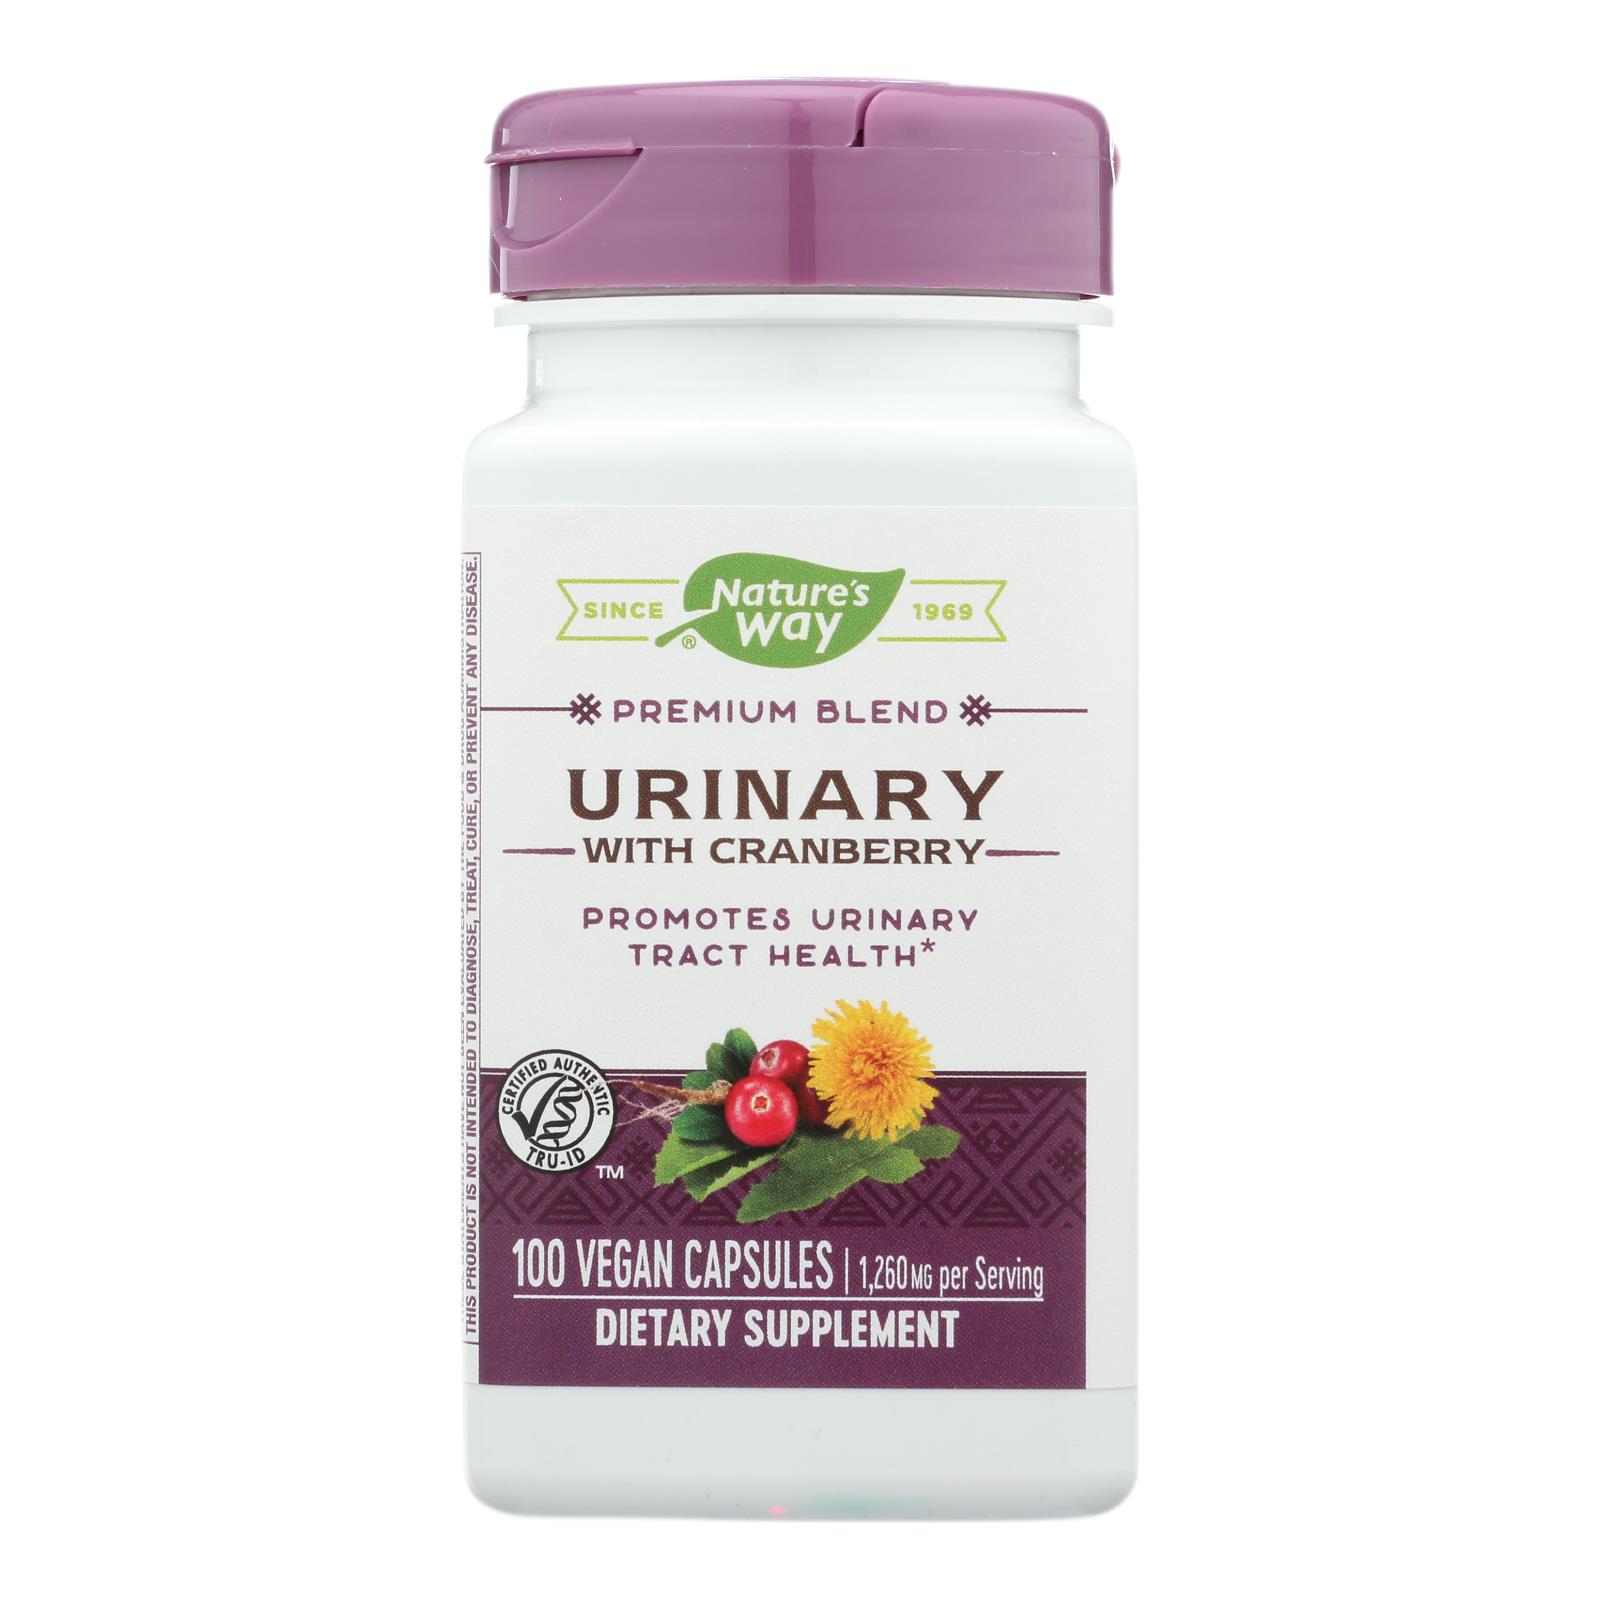 SINCE Nature's 1969
Way®
PREMIUM BLEND
URINARY
WITH CRANBERRY
PROMOTES URINARY
TRACT HEALTH*
CERTIFIED AUTHENTIC
TRU-ID
TM
100 VEGAN CAPSULES | 1,260 MG per Serving
DIETARY SUPPLEMENT
THIS PRODUCT IS NOT INTENDED TO DIAGNOSE, TREAT, CURE, OR PREVENT ANY DISEASE.